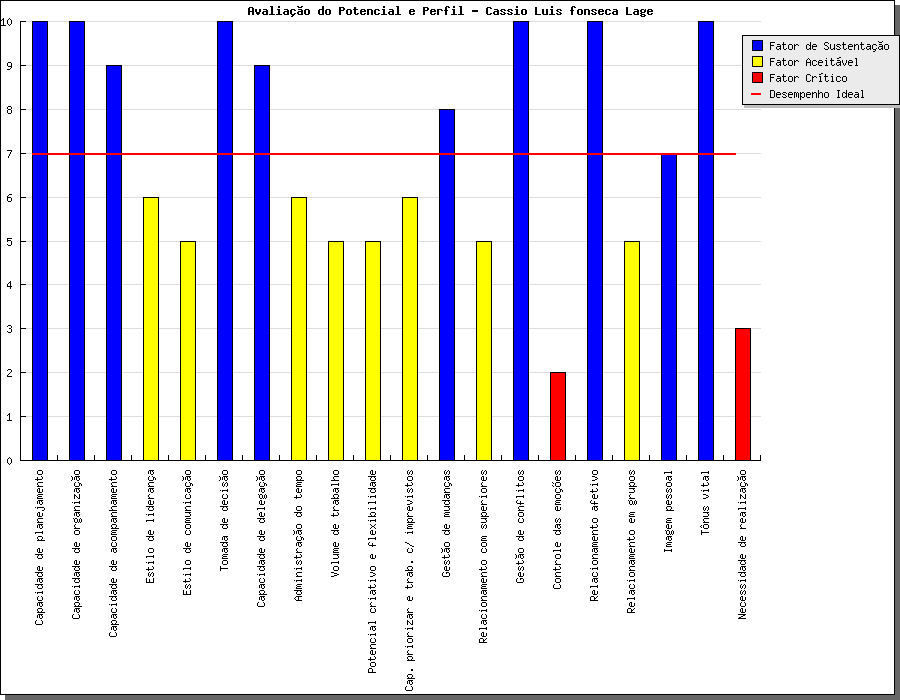 Avaliação do Potencial e Perfil - Cassio Luis fonseca Lage
Fator de Sustentação
Fator Aceitável
Fator Crítico
Desempenho Ideal
10
9
8
7
6
5
4
3
2
1
0
Capacidade de planejamento
Capacidade de organização
Capacidade de acompanhamento
Estilo de liderança
Estilo de comunicação
Tomada de decisão
Capacidade de delegação
Administração do tempo
Volume de trabalho
Potencial criativo e flexibilidade
Cap. priorizar e trab. c/ imprevistos
Gestão de mudanças
Relacionamento com superiores
Gestão de conflitos
Controle das emoções
Relacionamento afetivo
Relacionamento em grupos
Imagem pessoal
Tônus vital
Necessidade de realização